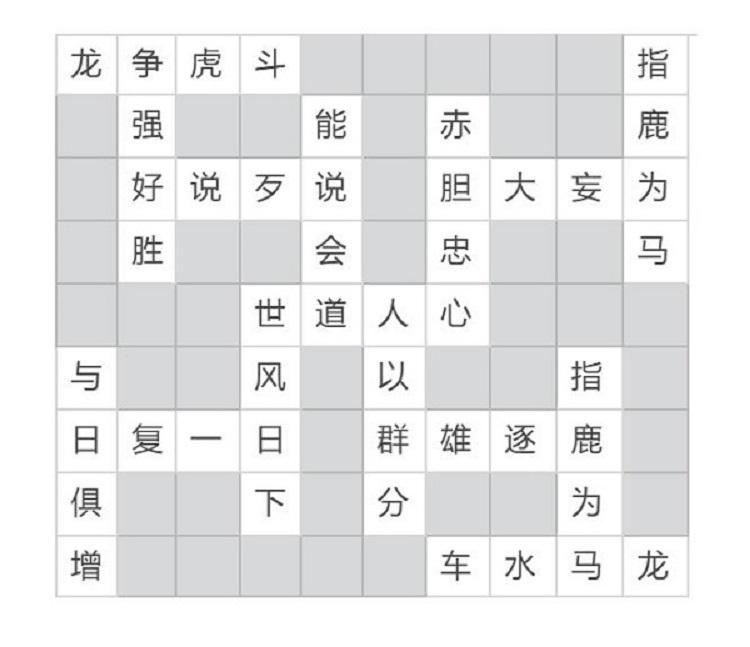 龙争虎斗 指
强 能 赤 鹿
好说歹说 胆大妄为
胜 会 忠 马
世道人心
与 风 以 指
日复一日 群雄逐鹿
俱 下 分 为
增 车水马龙